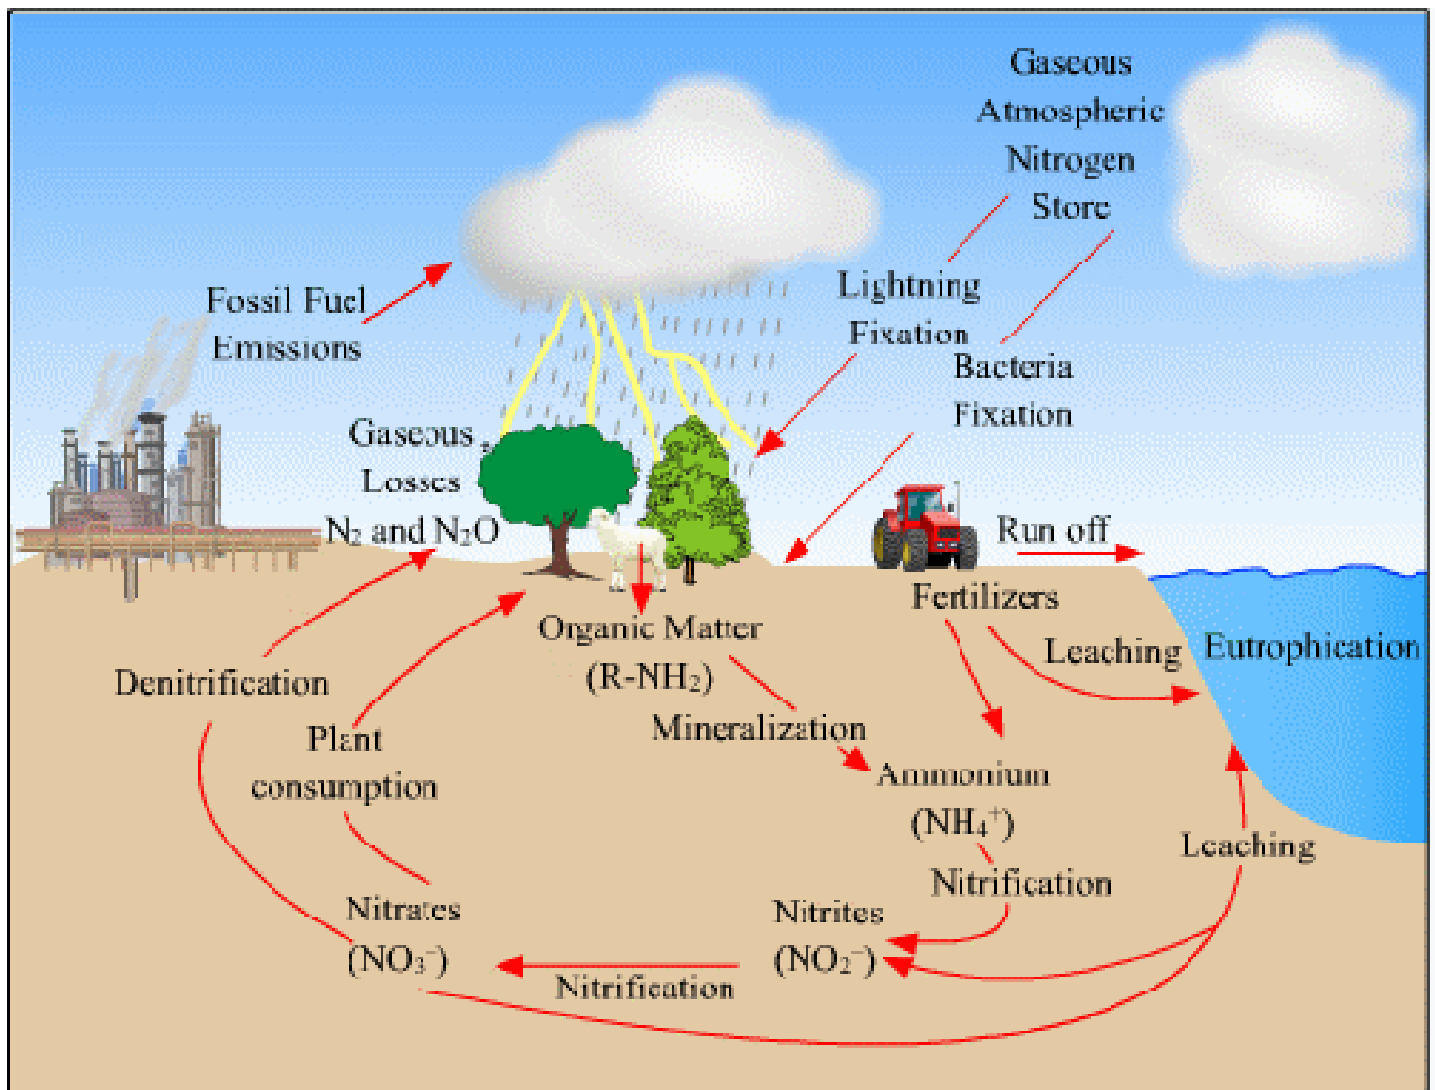 Gaseous
Atmospheric
Nitrogen
Store
Lightning
Fixation
Bacteria
Fixation
Fossil Fuel
Emissions
Gaseous
Losses
N₂ and N₂O
Run off
Fertilizers
Organic Matter
(R-NH₂)
Leaching
Eutrophication
Denitrification
Mineralization
Plant
consumption
Ammonium
(NH₄⁺)
Leaching
Nitrification
Nitrates
(NO₃⁻)
Nitrites
(NO₂⁻)
Nitrification